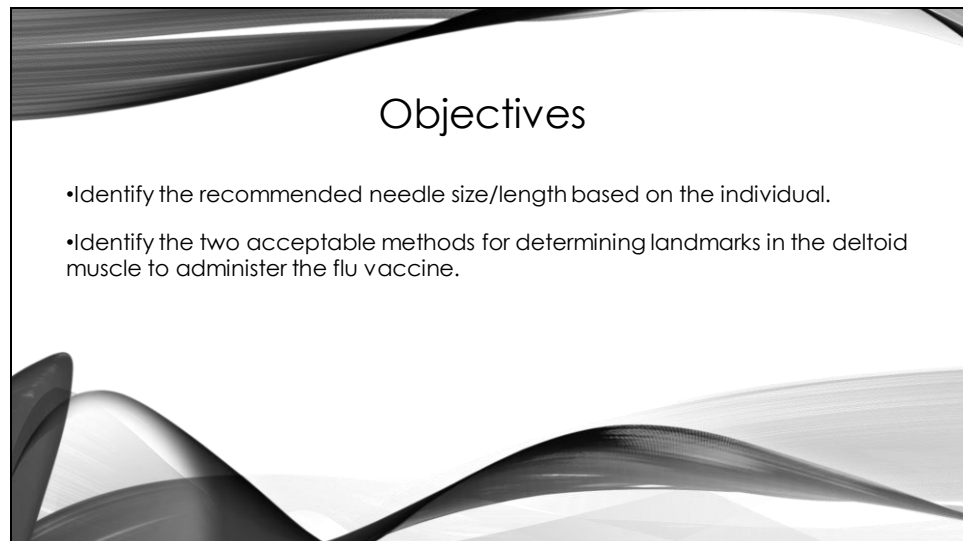 Objectives
•Identify the recommended needle size/length based on the individual.
•Identify the two acceptable methods for determining landmarks in the deltoid
muscle to administer the flu vaccine.